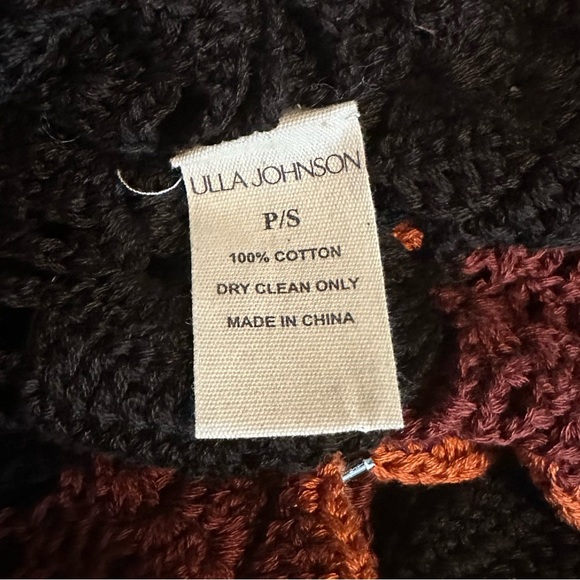 ULLA JOHNSON
P/S
100% COTTON
DRY CLEAN ONLY
MADE IN CHINA